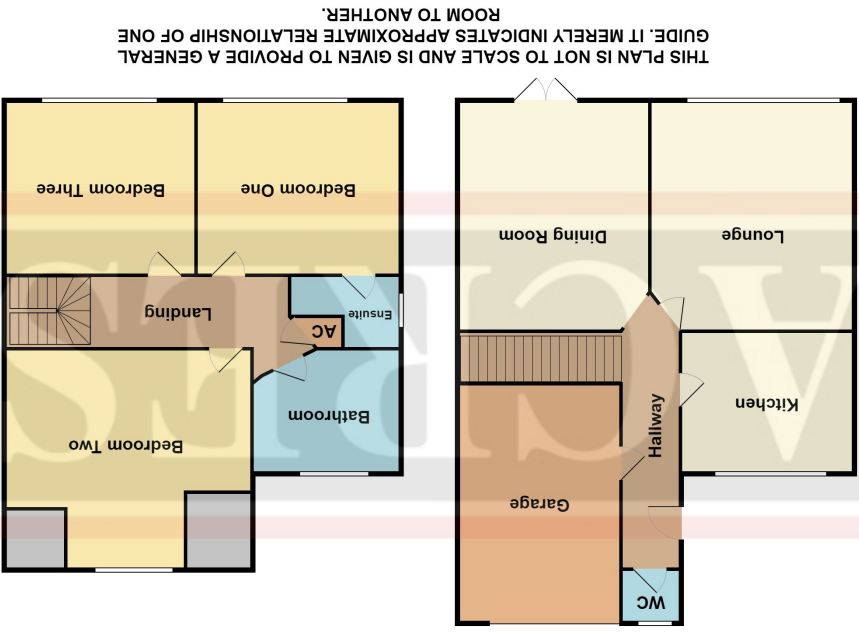 WC
Garage
Hallway
Kitchen
Lounge
Dining Room
Bedroom Two
Bathroom
AC
Ensuite
Landing
Bedroom One
Bedroom Three
THIS PLAN IS NOT TO SCALE AND IS GIVEN TO PROVIDE A GENERAL
GUIDE. IT MERELY INDICATES APPROXIMATE RELATIONSHIP OF ONE
ROOM TO ANOTHER.
ACRES